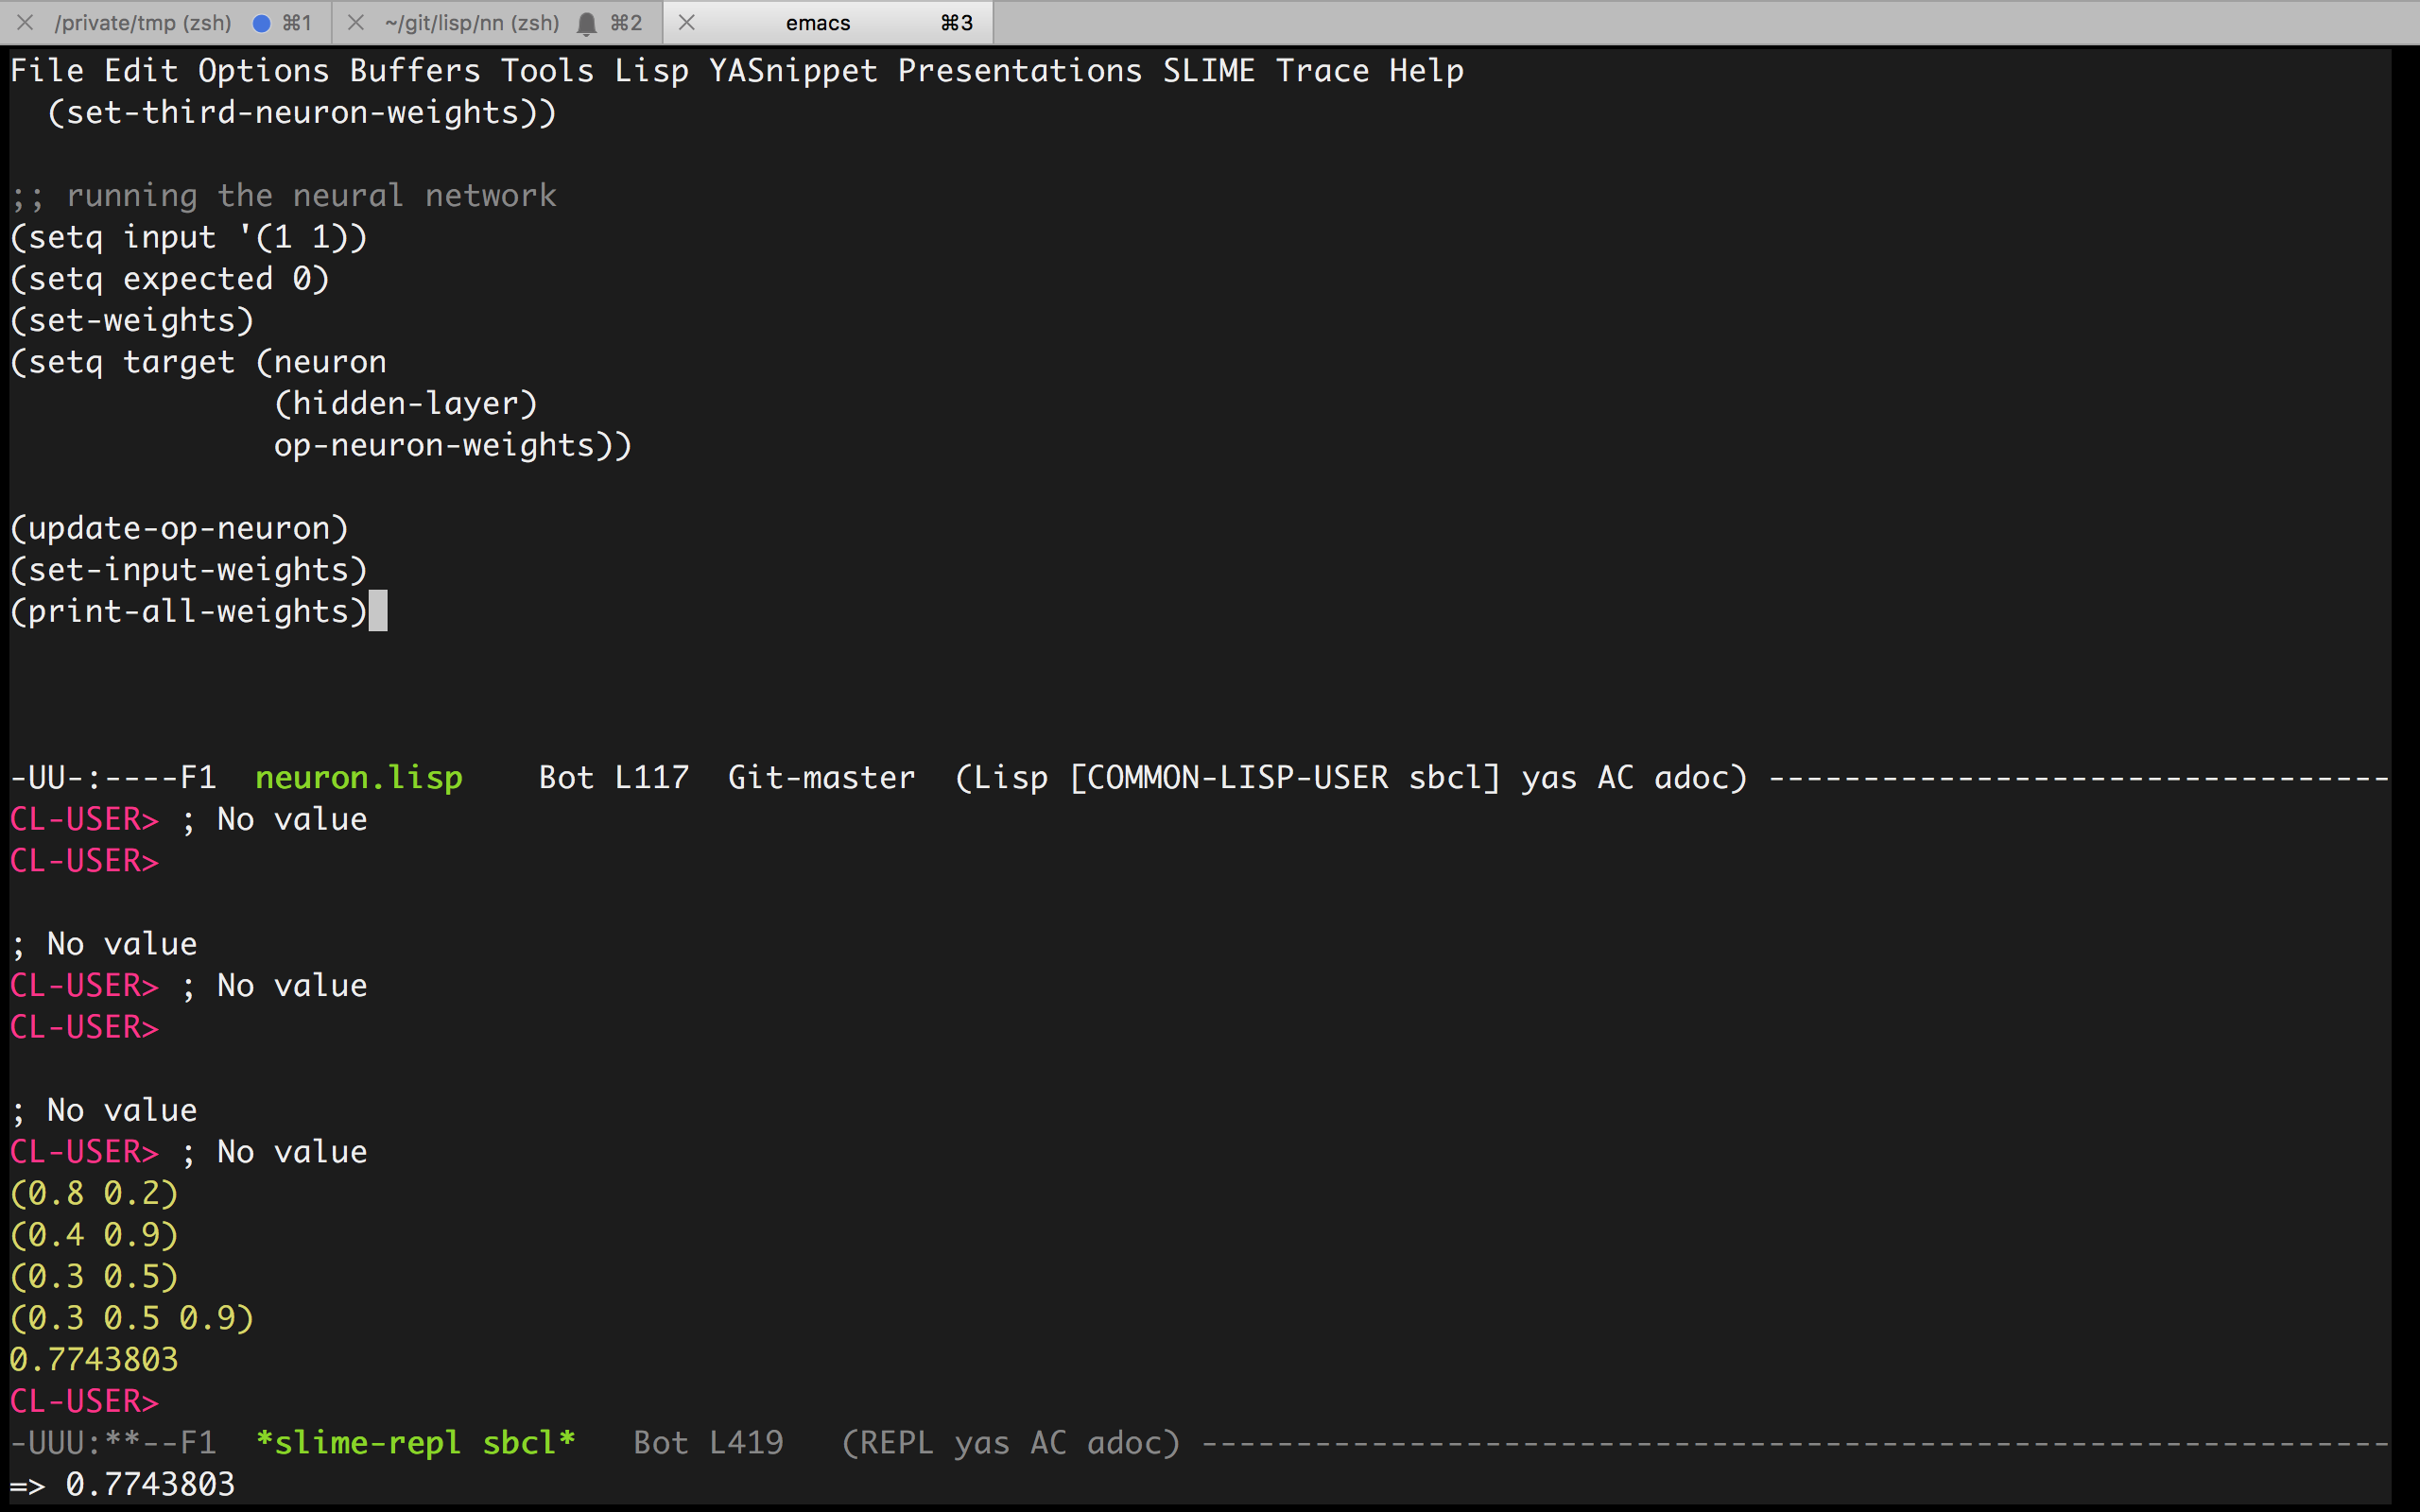 /private/tmp (zsh) ⌘1 ~/git/lisp/nn (zsh) ⌘2 emacs ⌘3
File Edit Options Buffers Tools Lisp YASnippet Presentations SLIME Trace Help
  (set-third-neuron-weights))
;; running the neural network
(setq input '(1 1))
(setq expected 0)
(set-weights)
(setq target (neuron
              (hidden-layer)
              op-neuron-weights))
(update-op-neuron)
(set-input-weights)
(print-all-weights)
-UU-:----F1  neuron.lisp    Bot L117  Git-master  (Lisp [COMMON-LISP-USER sbcl] yas AC adoc) ---------------------------------
CL-USER> ; No value
CL-USER>
; No value
CL-USER> ; No value
CL-USER>
; No value
CL-USER> ; No value
(0.8 0.2)
(0.4 0.9)
(0.3 0.5)
(0.3 0.5 0.9)
0.7743803
CL-USER>
-UUU:**--F1  *slime-repl sbcl*   Bot L419   (REPL yas AC adoc) ---------------------------------------------------------------
=> 0.7743803